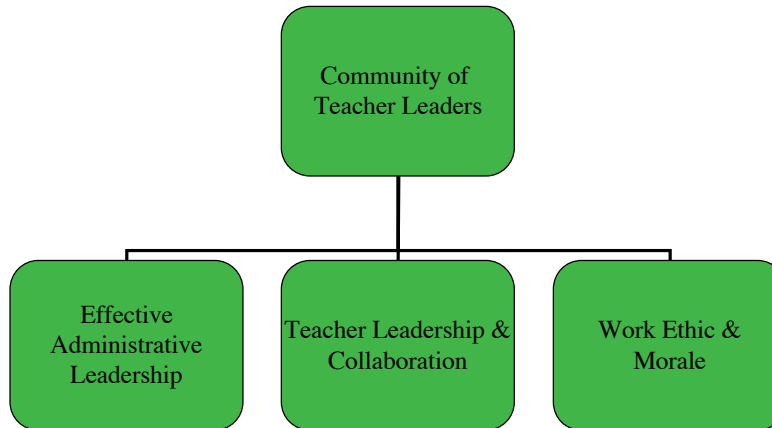 Community of
Teacher Leaders
Effective
Administrative
Leadership
Teacher Leadership &
Collaboration
Work Ethic &
Morale